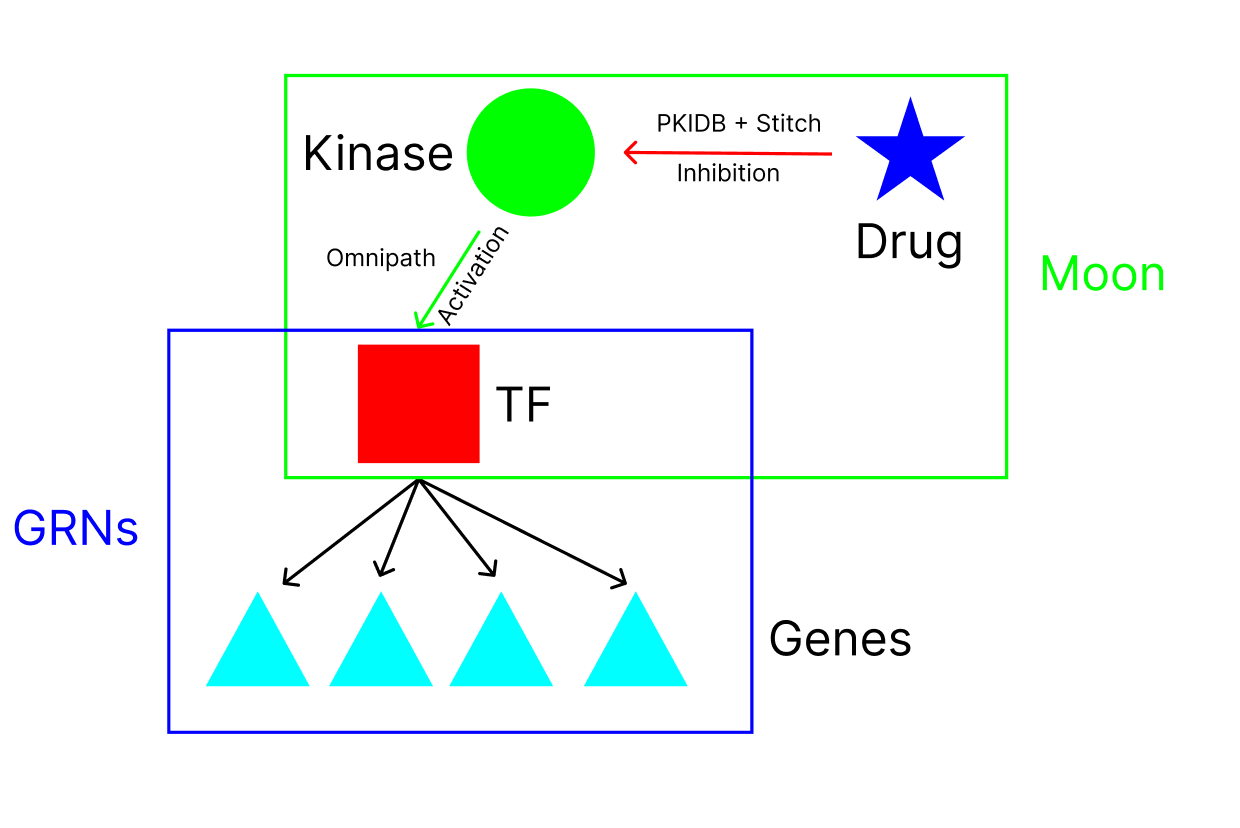 PKIDB + Stitch
Kinase
Inhibition
Drug
Omnipath
Activation
Moon
TF
GRNs
Genes